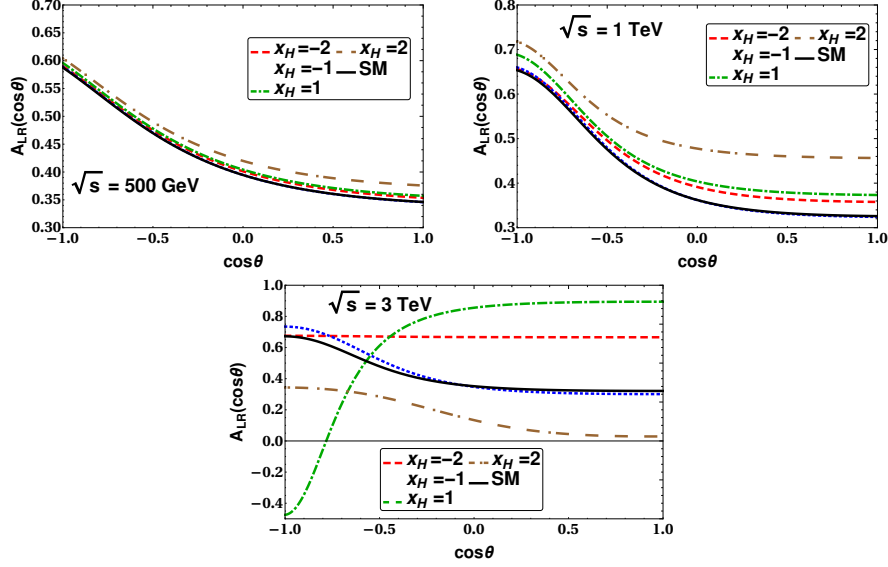 0.70
0.65
0.60
0.55
0.50
0.45
0.40
0.35
0.30
A_LR(cosθ)
x_H=-2 x_H=2
x_H=-1 SM
x_H=1
√s = 500 GeV
-1.0 -0.5 0.0 0.5 1.0
cosθ
0.8
0.7
0.6
0.5
0.4
0.3
A_LR(cosθ)
√s = 1 TeV
x_H=-2 x_H=2
x_H=-1 SM
x_H=1
-1.0 -0.5 0.0 0.5 1.0
cosθ
1.0
0.8
0.6
0.4
0.2
0.0
-0.2
-0.4
A_LR(cosθ)
√s = 3 TeV
x_H=-2 x_H=2
x_H=-1 SM
x_H=1
-1.0 -0.5 0.0 0.5 1.0
cosθ